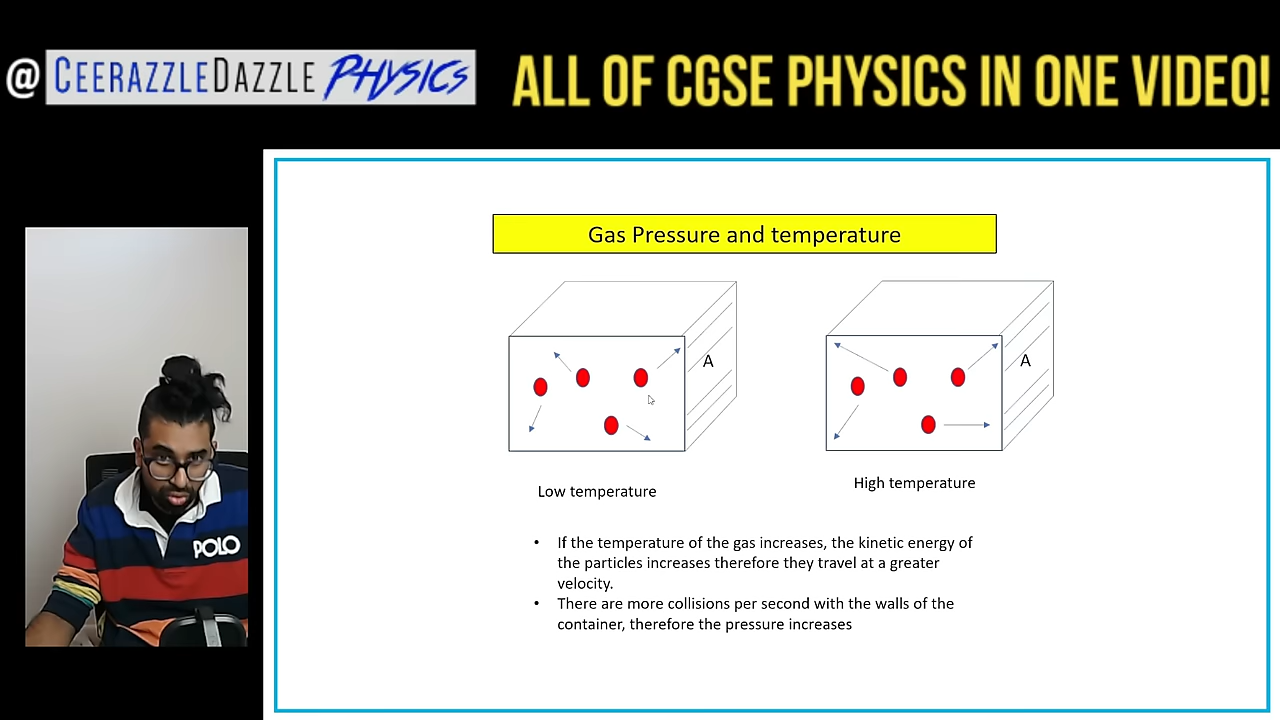 @ CEERAZZLEDAZZLE PHYSICS
ALL OF CGSE PHYSICS IN ONE VIDEO!
Gas Pressure and temperature
A
A
Low temperature
High temperature
• If the temperature of the gas increases, the kinetic energy of
the particles increases therefore they travel at a greater
velocity.
• There are more collisions per second with the walls of the
container, therefore the pressure increases
POLO